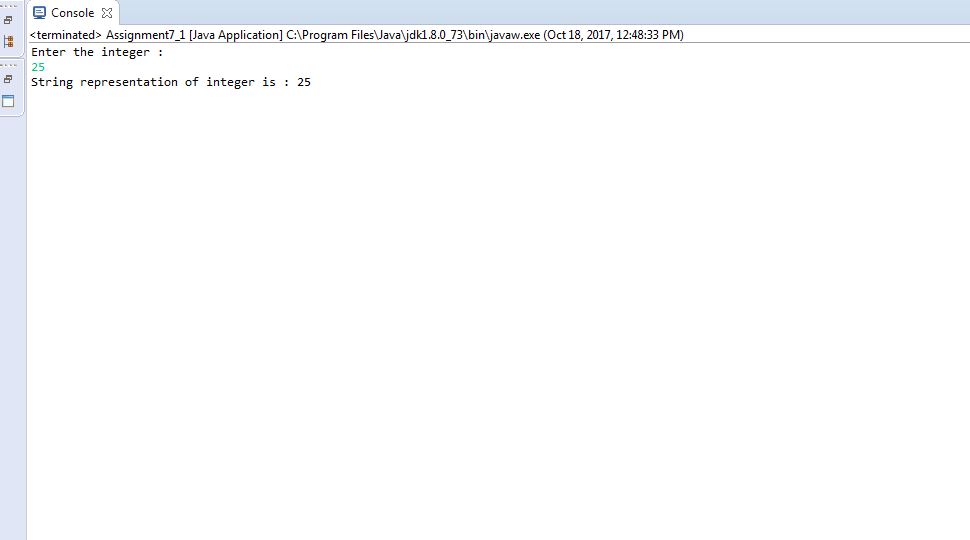 Console
<terminated> Assignment7_1 [Java Application] C:\Program Files\Java\jdk1.8.0_73\bin\javaw.exe (Oct 18, 2017, 12:48:33 PM)
Enter the integer :
25
String representation of integer is : 25